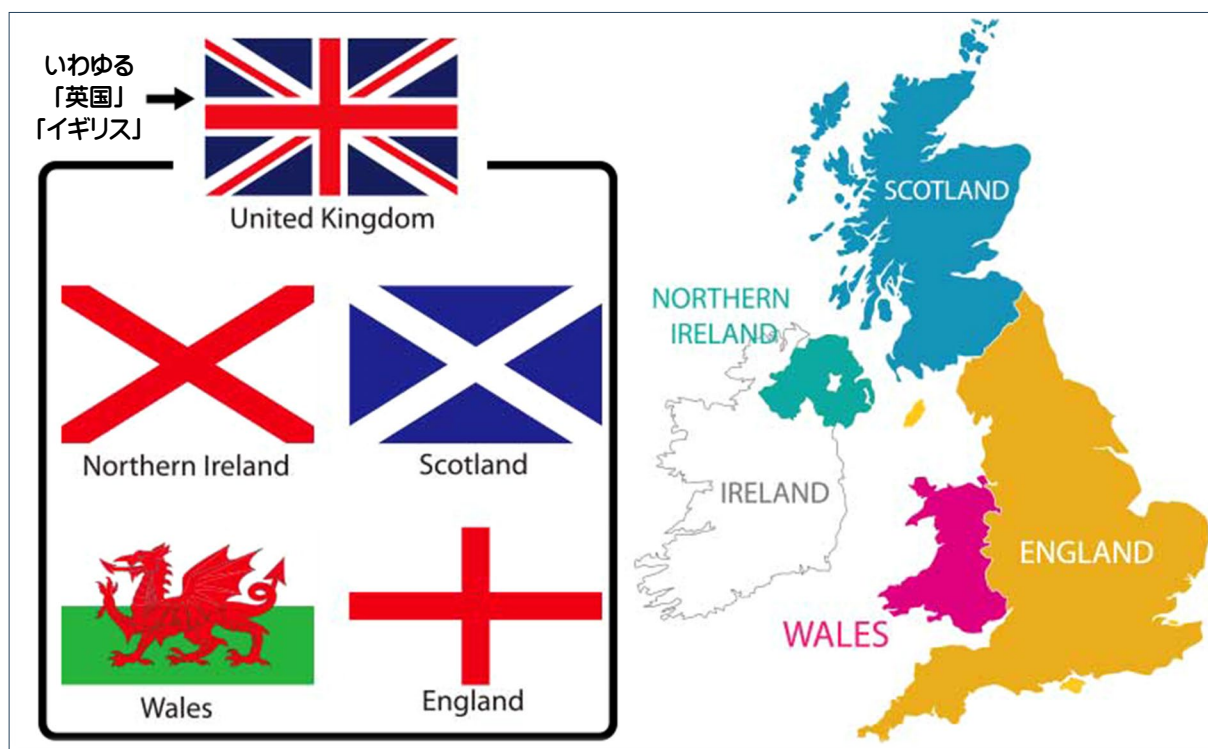 いわゆる
「英国」
「イギリス」
United Kingdom
Northern Ireland
Scotland
Wales
England
SCOTLAND
NORTHERN
IRELAND
IRELAND
ENGLAND
WALES